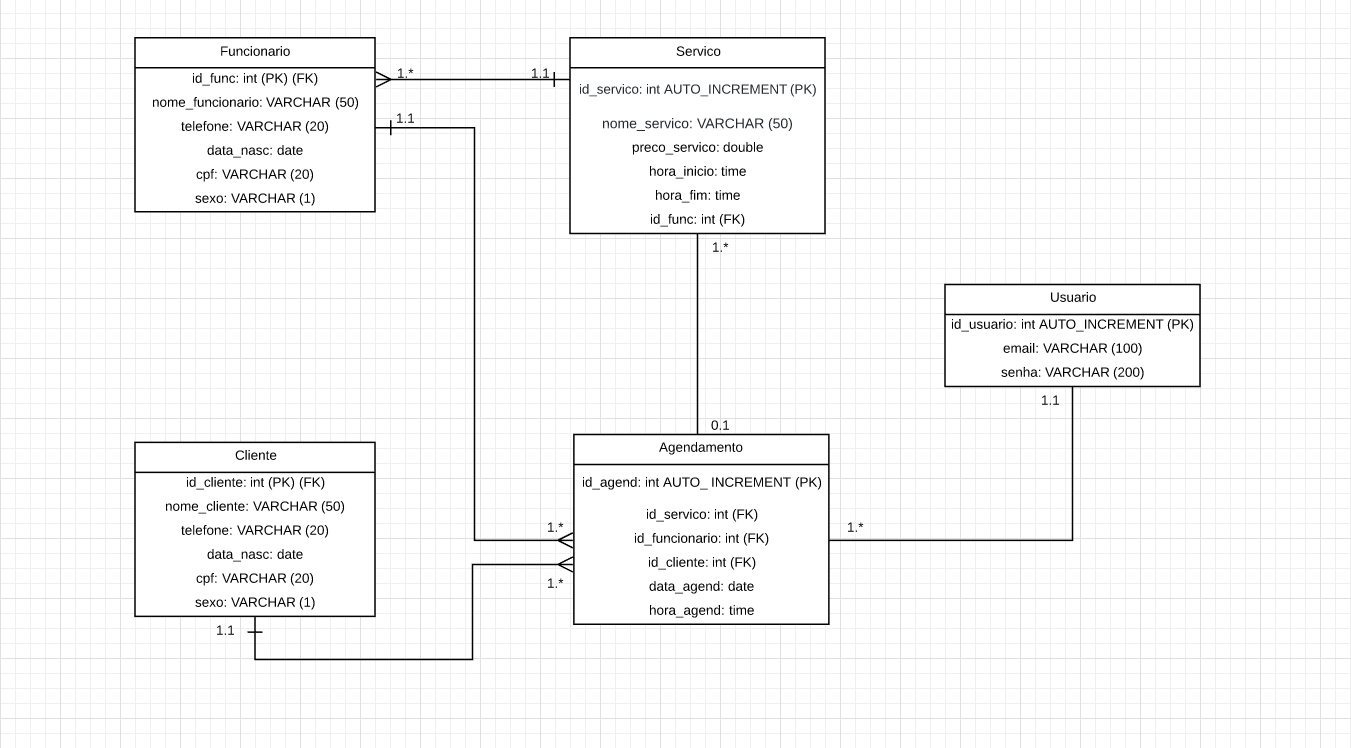 Funcionario
id_func: int (PK) (FK)
nome_funcionario: VARCHAR (50)
telefone: VARCHAR (20)
data_nasc: date
cpf: VARCHAR (20)
sexo: VARCHAR (1)
1.*
1.1
1.1
Servico
id_servico: int AUTO_INCREMENT (PK)
nome_servico: VARCHAR (50)
preco_servico: double
hora_inicio: time
hora_fim: time
id_func: int (FK)
1.*
0.1
Usuario
id_usuario: int AUTO_INCREMENT (PK)
email: VARCHAR (100)
senha: VARCHAR (200)
1.1
Cliente
id_cliente: int (PK) (FK)
nome_cliente: VARCHAR (50)
telefone: VARCHAR (20)
data_nasc: date
cpf: VARCHAR (20)
sexo: VARCHAR (1)
1.1
1.*
1.*
Agendamento
id_agend: int AUTO_ INCREMENT (PK)
id_servico: int (FK)
id_funcionario: int (FK)
id_cliente: int (FK)
data_agend: date
hora_agend: time
1.*